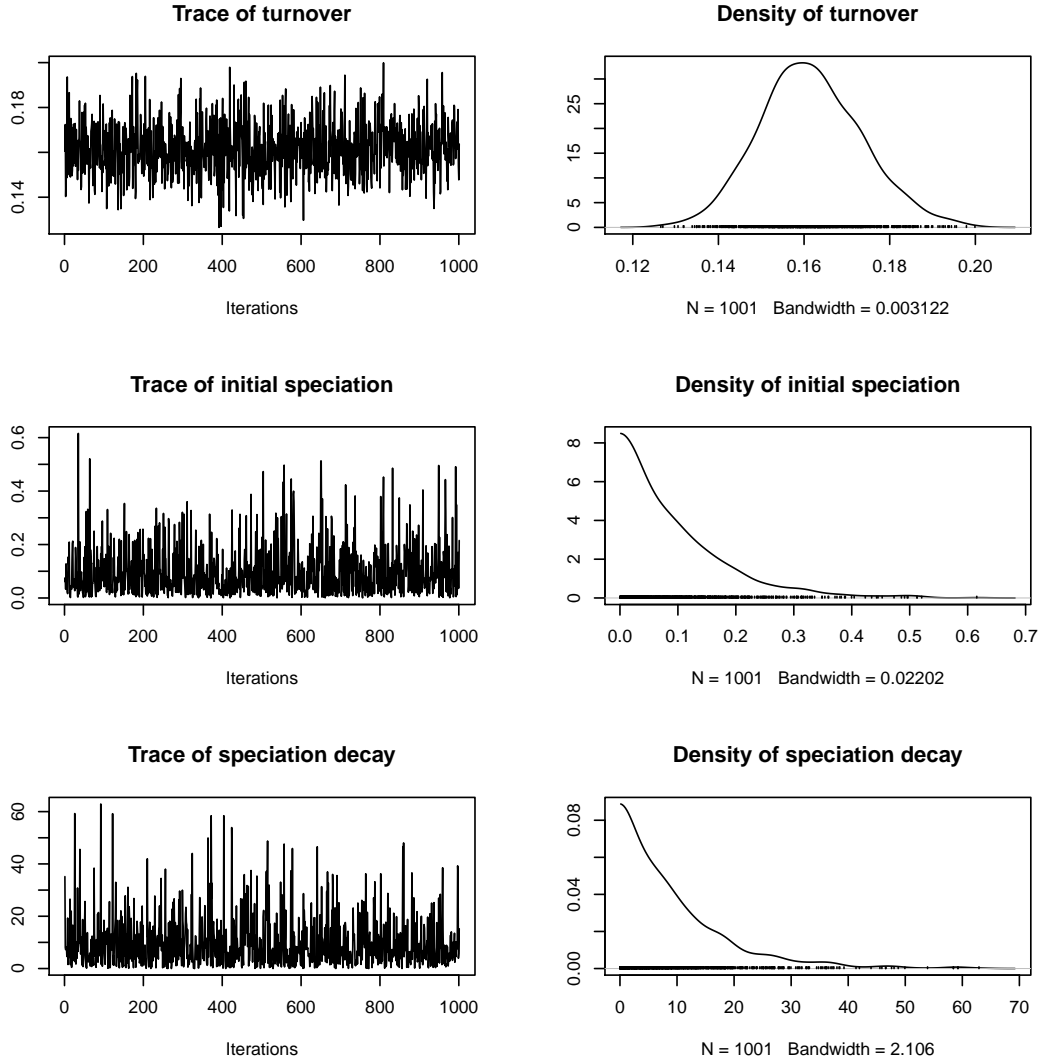 Trace of turnover
0.14 0.18
0 200 400 600 800 1000
Iterations
Density of turnover
0 5 15 25
0.12 0.14 0.16 0.18 0.20
N = 1001 Bandwidth = 0.003122
Trace of initial speciation
0.0 0.2 0.4 0.6
0 200 400 600 800 1000
Iterations
Density of initial speciation
0 2 4 6 8
0.0 0.1 0.2 0.3 0.4 0.5 0.6 0.7
N = 1001 Bandwidth = 0.02202
Trace of speciation decay
0 20 40 60
0 200 400 600 800 1000
Iterations
Density of speciation decay
0.00 0.04 0.08
0 10 20 30 40 50 60 70
N = 1001 Bandwidth = 2.106